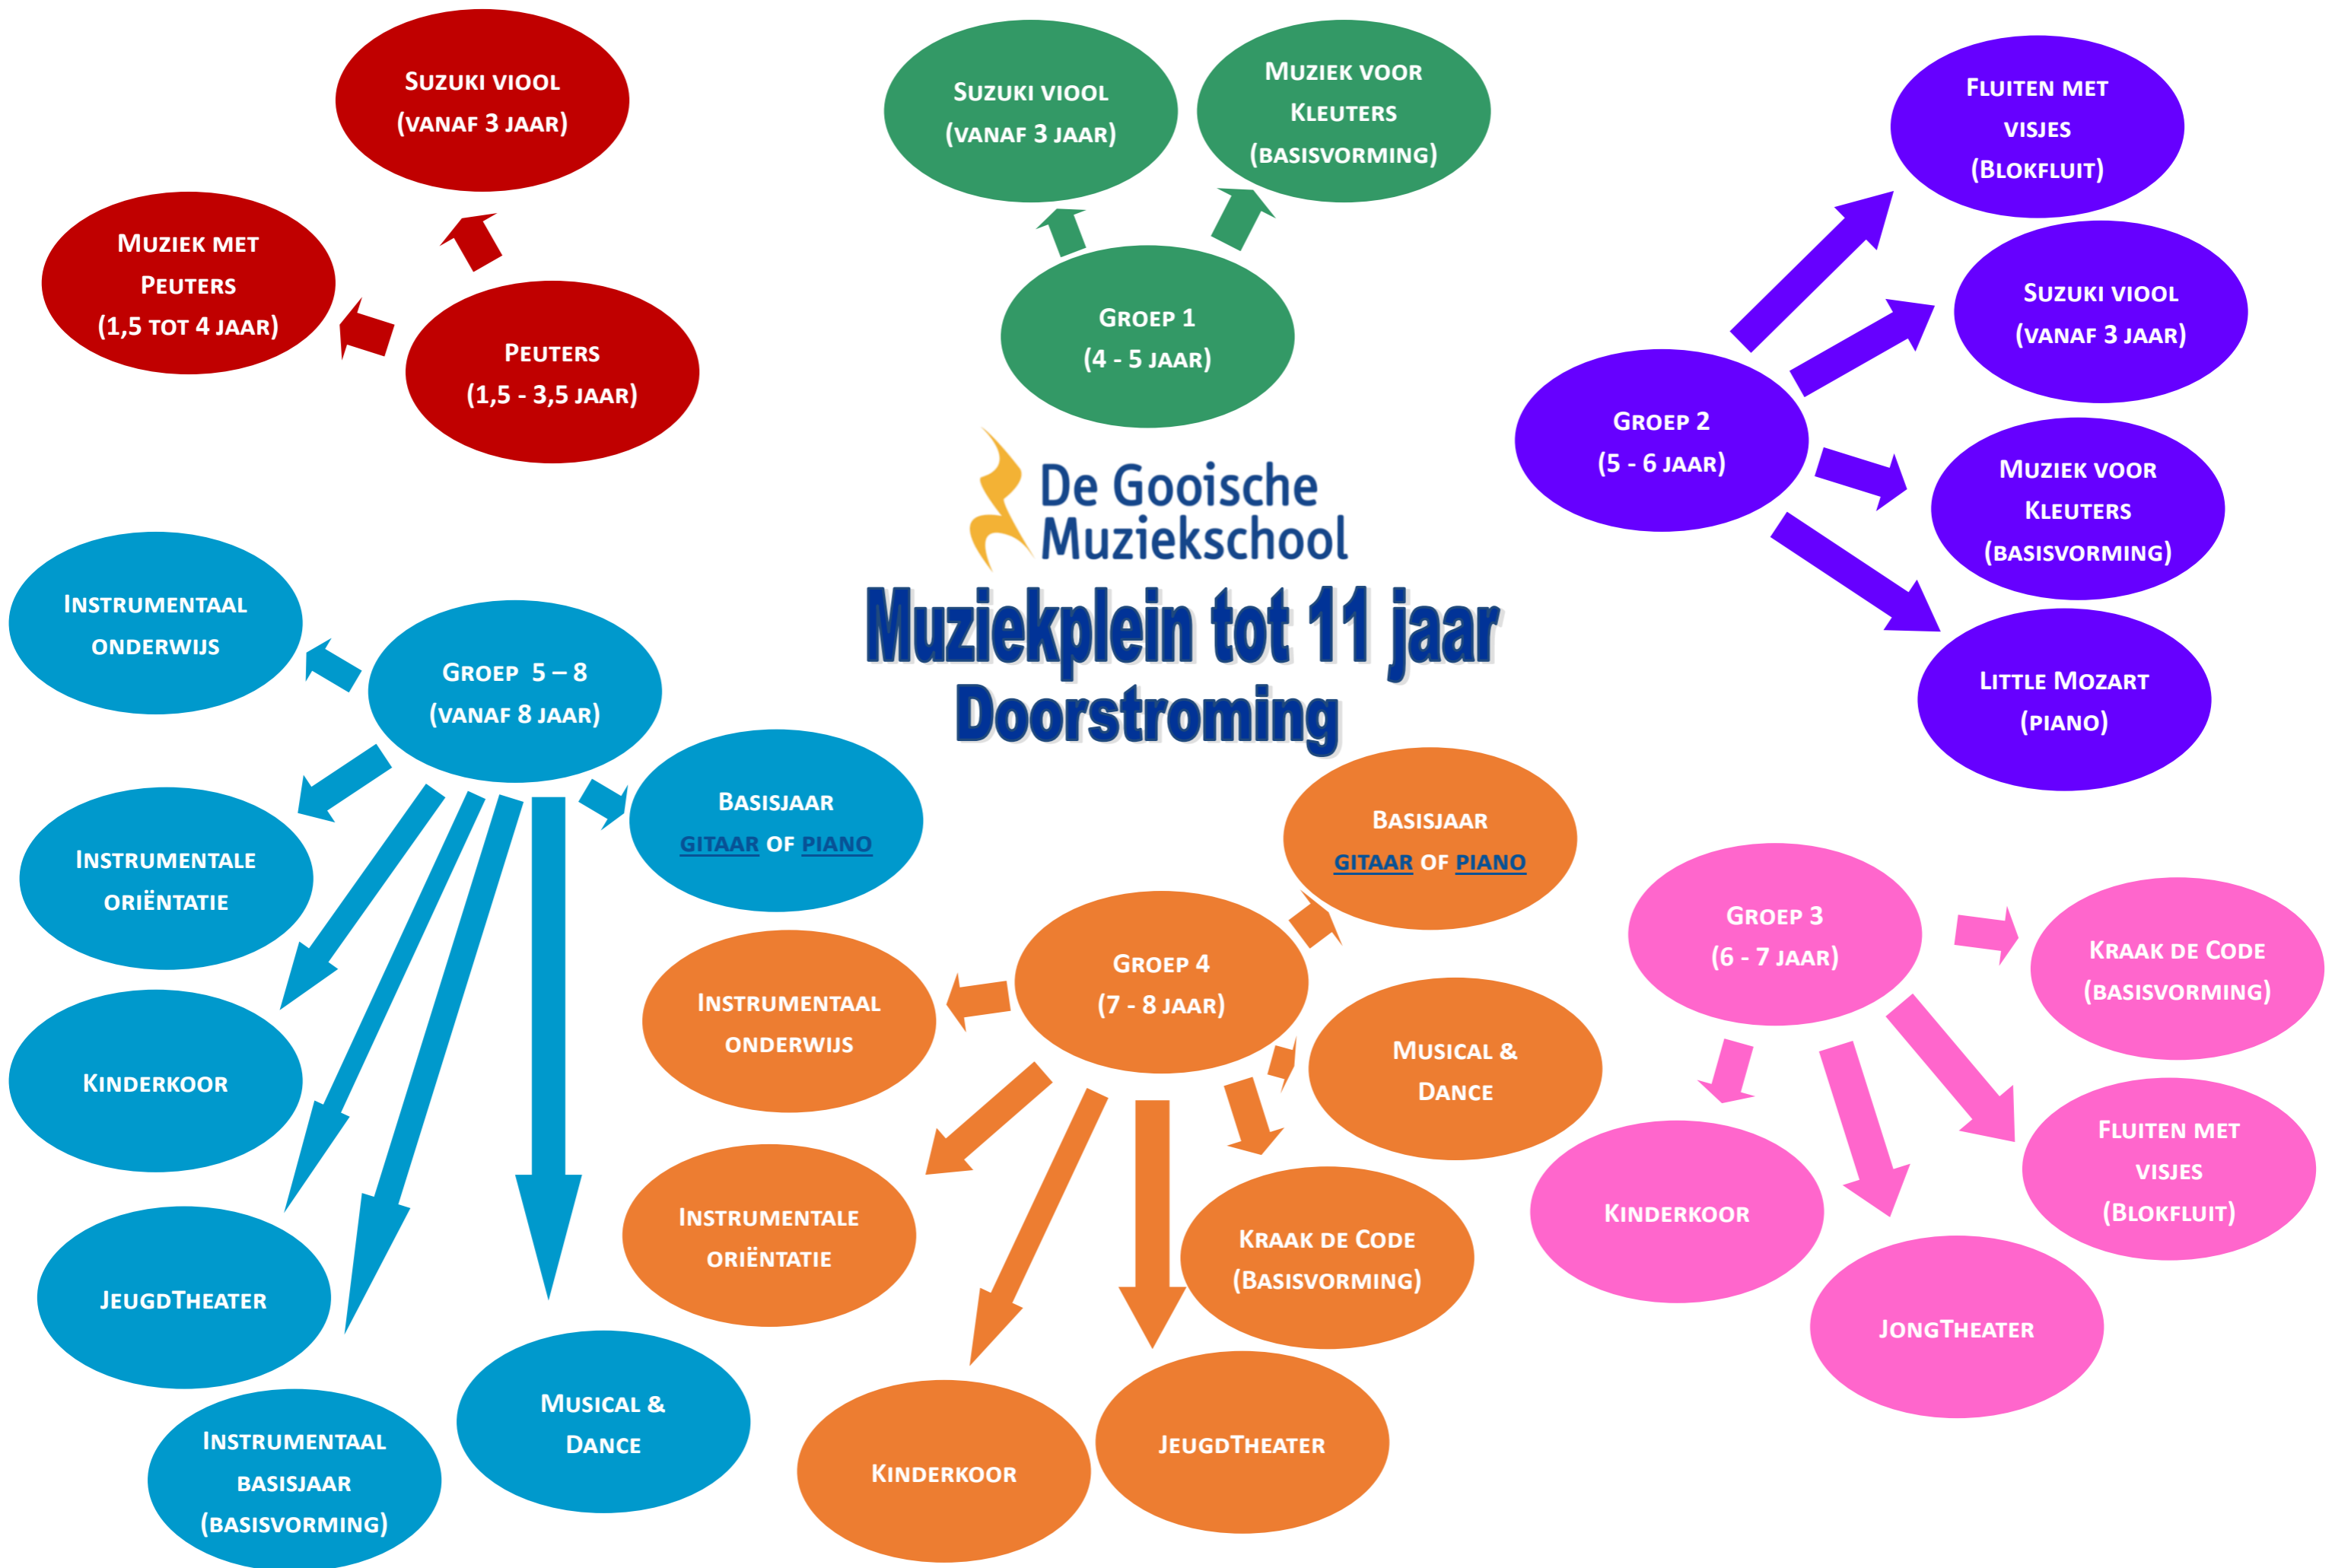 Suzuki viool
(vanaf 3 jaar)
Muziek met
Peuters
(1,5 tot 4 jaar)
Peuters
(1,5 - 3,5 jaar)
Suzuki viool
(vanaf 3 jaar)
Muziek voor
Kleuters
(basisvorming)
Groep 1
(4 - 5 jaar)
Fluiten met
visjes
(Blokfluit)
Suzuki viool
(vanaf 3 jaar)
Groep 2
(5 - 6 jaar)
Muziek voor
Kleuters
(basisvorming)
Little Mozart
(piano)
De Gooische
Muziekschool
Muziekplein tot 11 jaar
Doorstroming
Instrumentaal
onderwijs
Groep 5 – 8
(vanaf 8 jaar)
Basisjaar
gitaar of piano
Instrumentale
oriëntatie
Kinderkoor
JeugdTheater
Instrumentaal
basisjaar
(basisvorming)
Musical &
Dance
Basisjaar
gitaar of piano
Groep 4
(7 - 8 jaar)
Instrumentaal
onderwijs
Musical &
Dance
Instrumentale
oriëntatie
Kraak de Code
(Basisvorming)
Kinderkoor
JeugdTheater
Groep 3
(6 - 7 jaar)
Kraak de Code
(basisvorming)
Fluiten met
visjes
(Blokfluit)
Kinderkoor
JongTheater